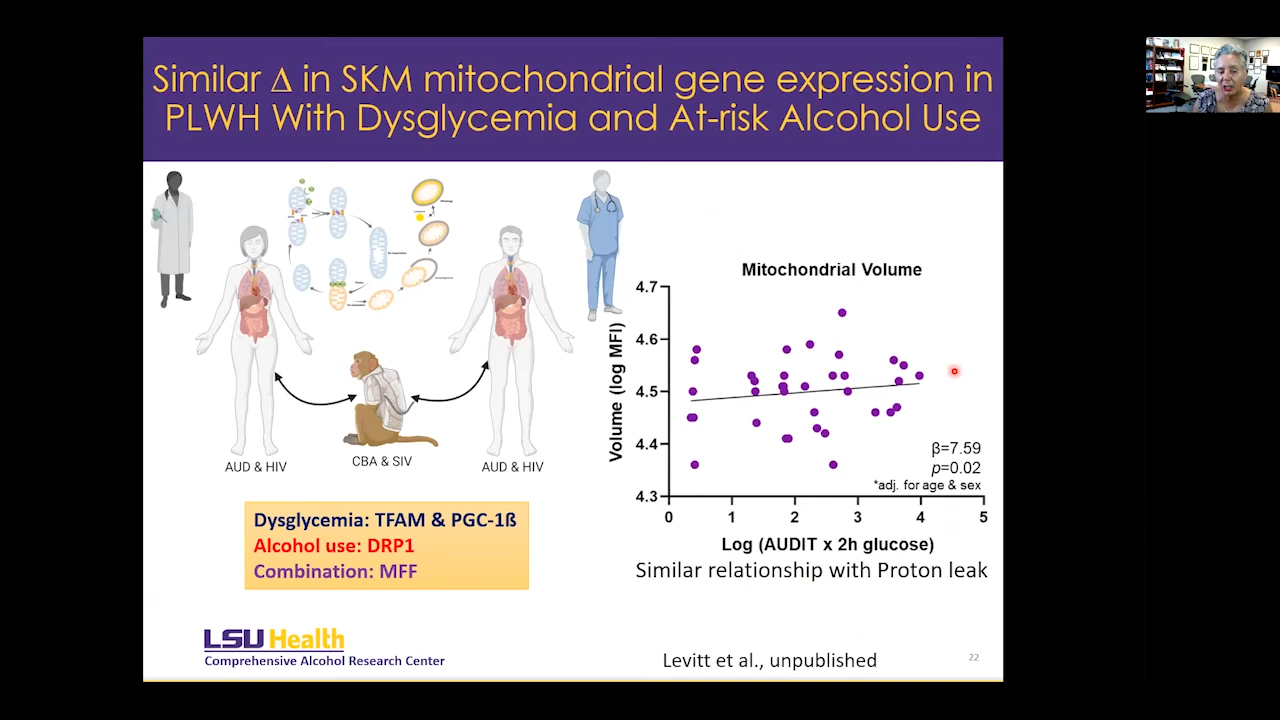 Similar Δ in SKM mitochondrial gene expression in
PLWH With Dysglycemia and At-risk Alcohol Use
AUD & HIV
CBA & SIV
AUD & HIV
Dysglycemia: TFAM & PGC-1ß
Alcohol use: DRP1
Combination: MFF
Mitochondrial Volume
Volume (log MFI)
4.7
4.6
4.5
4.4
4.3
0 1 2 3 4 5
β=7.59
p=0.02
*adj. for age & sex
Log (AUDIT x 2h glucose)
Similar relationship with Proton leak
LSU Health
Comprehensive Alcohol Research Center
Levitt et al., unpublished
22